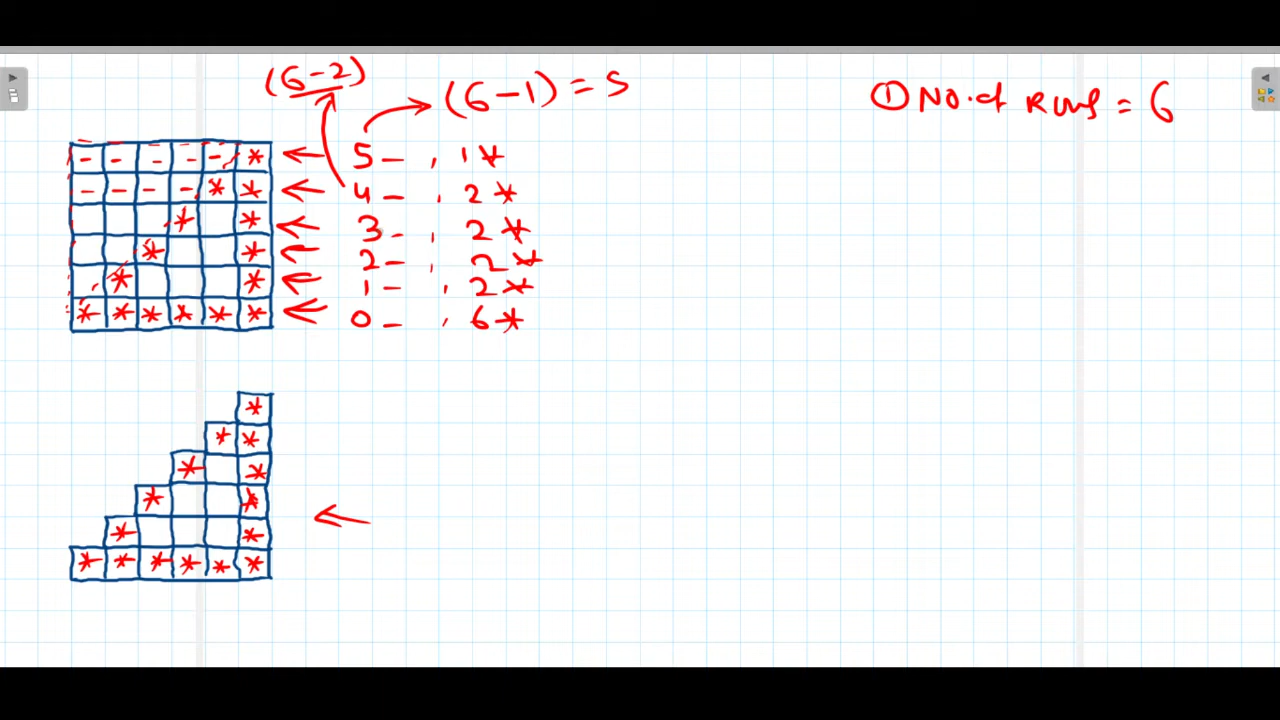 (6-2)
(6-1) = 5
① No. of Rows = 6
- - - - - * ← 5 - , 1 *
- - - - * * ← 4 - , 2 *
* * ← 3 - , 2 *
* * ← 2 - , 2 *
* * ← 1 - , 2 *
* * * * * * ← 0 - , 6 *
*
* *
* *
* *
* *
* * * * * *